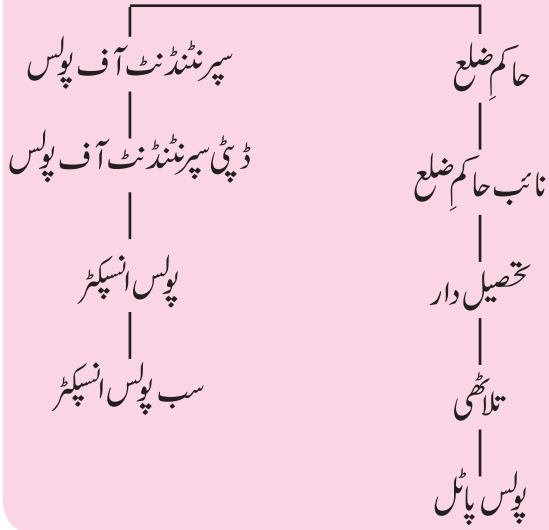 حاکمِ ضلع
نائب حاکمِ ضلع
تحصیل دار
تلاٹھی
پولس پاٹل
سپرنٹنڈنٹ آف پولس
ڈپٹی سپرنٹنڈنٹ آف پولس
پولس انسپکٹر
سب پولس انسپکٹر